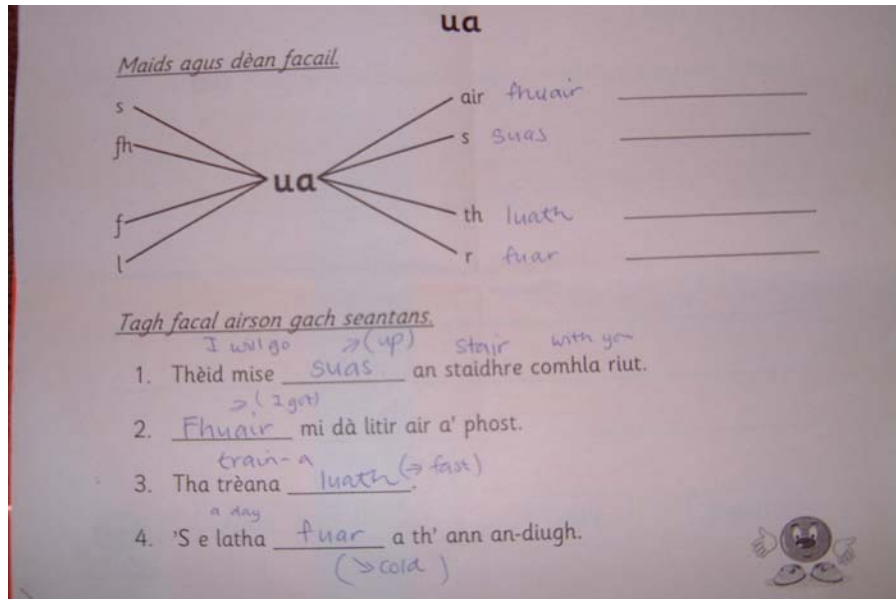 ua
Maids agus dèan facail.
s
fh
f
l
ua
air fhuair
s suas
th luath
r fuar
Tagh facal airson gach seantans.
I will go →(up) stair with you
1. Thèid mise suas an staidhre comhla riut.
→(I got)
2. Fhuair mi dà litir air a' phost.
train-a
3. Tha trèana luath (→ fast).
a day
4. 'S e latha fuar a th' ann an-diugh.
(→cold)